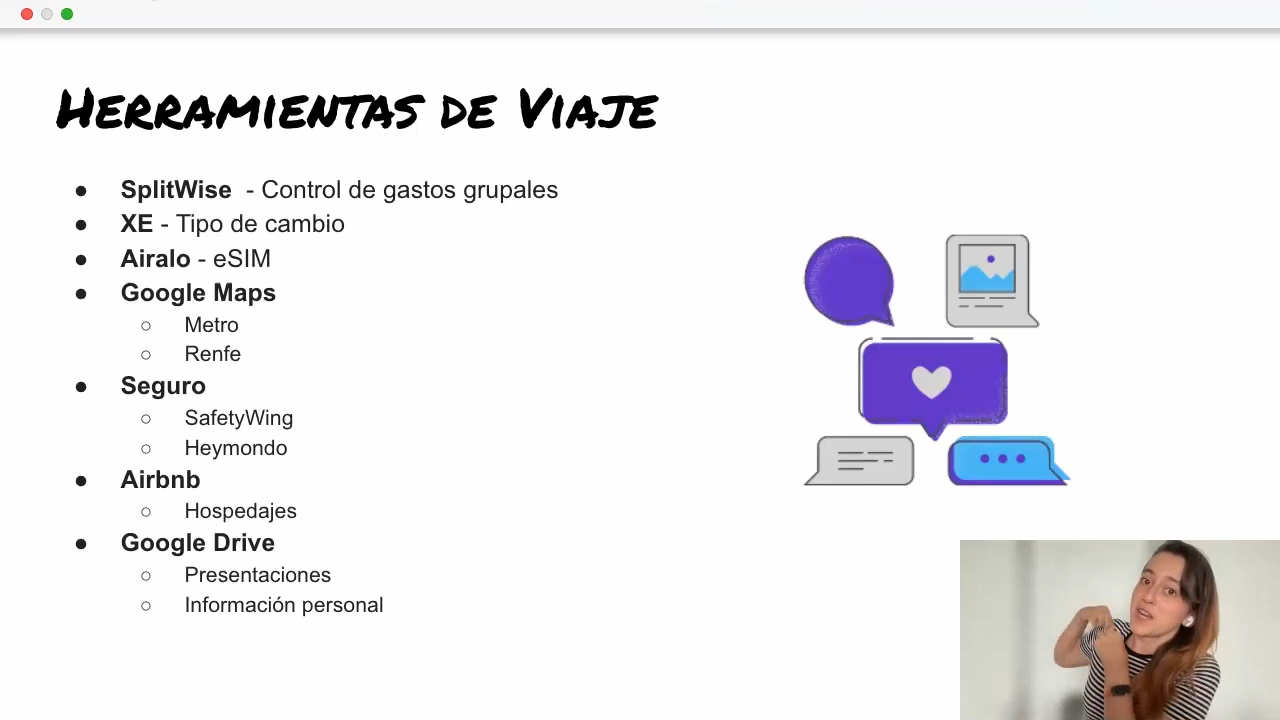 Herramientas de Viaje
● SplitWise - Control de gastos grupales
● XE - Tipo de cambio
● Airalo - eSIM
● Google Maps
○ Metro
○ Renfe
● Seguro
○ SafetyWing
○ Heymondo
● Airbnb
○ Hospedajes
● Google Drive
○ Presentaciones
○ Información personal